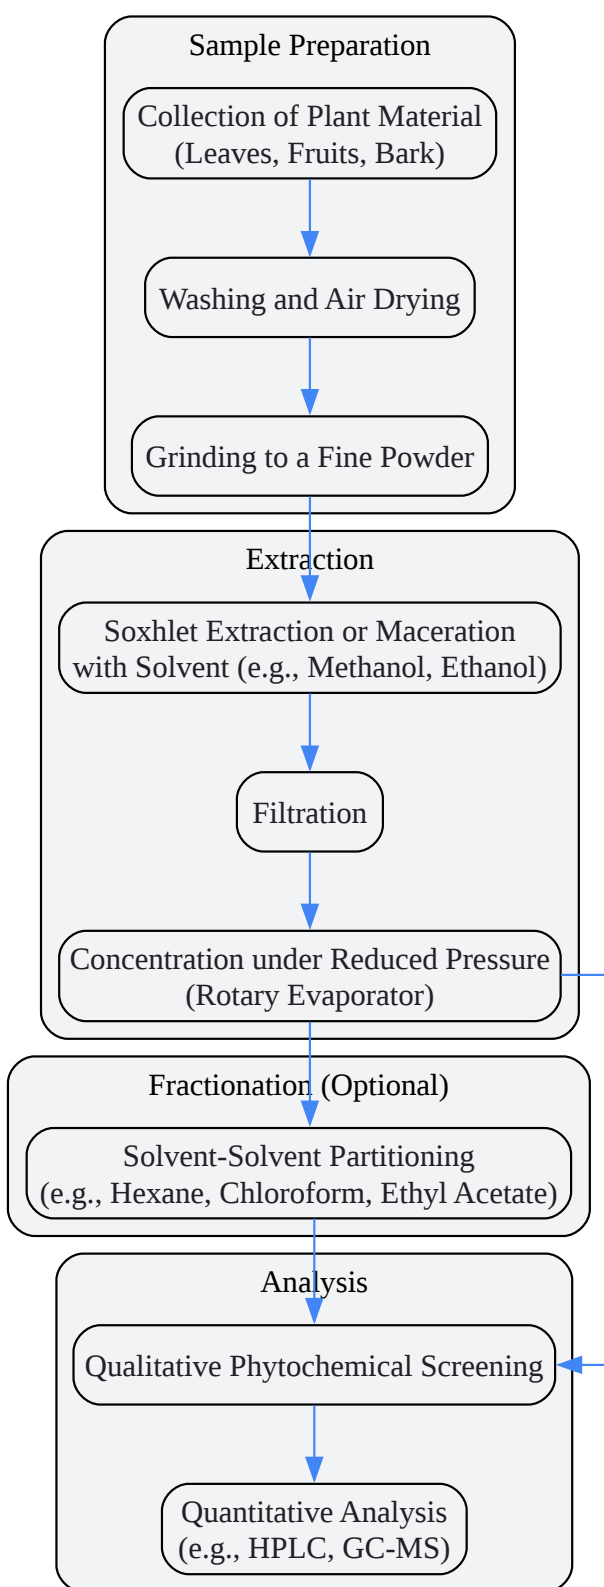 Sample Preparation
Collection of Plant Material
(Leaves, Fruits, Bark)
Washing and Air Drying
Grinding to a Fine Powder
Extraction
Soxhlet Extraction or Maceration
with Solvent (e.g., Methanol, Ethanol)
Filtration
Concentration under Reduced Pressure
(Rotary Evaporator)
Fractionation (Optional)
Solvent-Solvent Partitioning
(e.g., Hexane, Chloroform, Ethyl Acetate)
Analysis
Qualitative Phytochemical Screening
Quantitative Analysis
(e.g., HPLC, GC-MS)